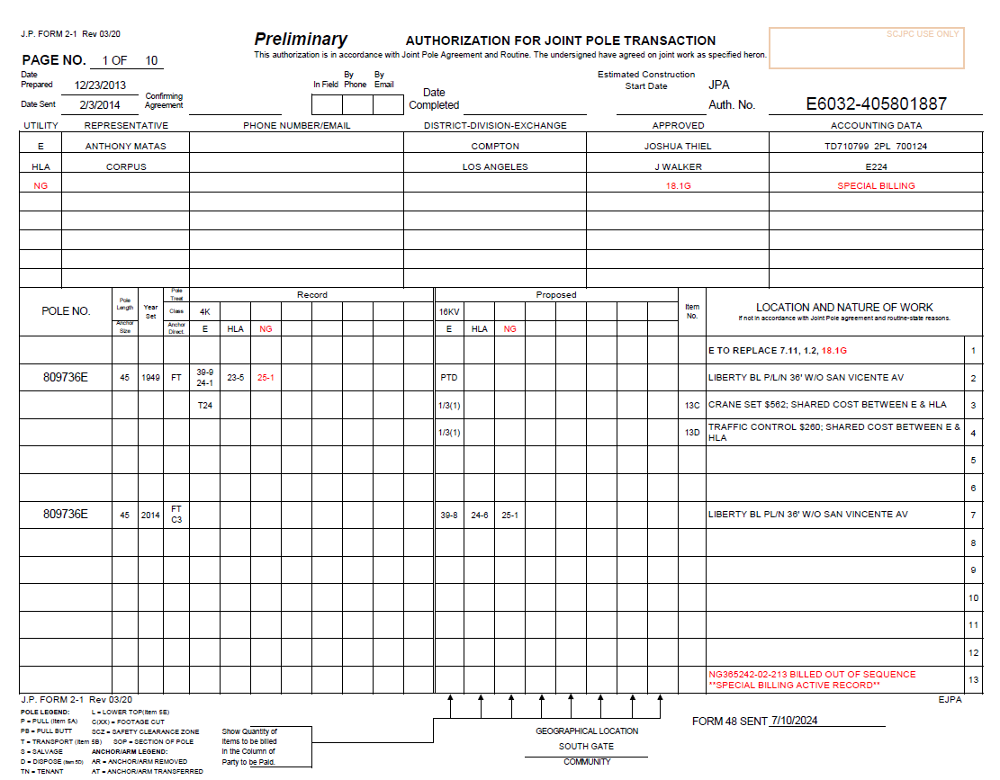 J.P. FORM 2-1 Rev 03/20
Preliminary AUTHORIZATION FOR JOINT POLE TRANSACTION
SCJPC USE ONLY
This authorization is in accordance with Joint Pole Agreement and Routine. The undersigned have agreed on joint work as specified heron.
PAGE NO. 1 OF 10
Date Prepared 12/23/2013
Date Sent 2/3/2014
Confirming Agreement
In Field By Phone By Email
Date Completed
Estimated Construction Start Date
JPA
Auth. No. E6032-405801887
UTILITY REPRESENTATIVE PHONE NUMBER/EMAIL DISTRICT-DIVISION-EXCHANGE APPROVED ACCOUNTING DATA
E ANTHONY MATAS COMPTON JOSHUA THIEL TD710799 2PL 700124
HLA CORPUS LOS ANGELES J WALKER E224
NG 18.1G SPECIAL BILLING
POLE NO. Pole Length Anchor Size Year Set Pole Treat Class Anchor Direct. Record Proposed Item No. LOCATION AND NATURE OF WORK
If not in accordance with Joint Pole agreement and routine-state reasons.
4K 16KV
E HLA NG E HLA NG
E TO REPLACE 7.11, 1.2, 18.1G 1
809736E 45 1949 FT 39-9 24-1 23-5 25-1 PTD LIBERTY BL P/L/N 36' W/O SAN VICENTE AV 2
T24 1/3(1) 13C CRANE SET $562; SHARED COST BETWEEN E & HLA 3
1/3(1) 13D TRAFFIC CONTROL $260; SHARED COST BETWEEN E & HLA 4
5
6
809736E 45 2014 FT C3 39-8 24-6 25-1 LIBERTY BL PL/N 36' W/O SAN VINCENTE AV 7
8
9
10
11
12
NG365242-02-213 BILLED OUT OF SEQUENCE
**SPECIAL BILLING ACTIVE RECORD** 13
J.P. FORM 2-1 Rev 03/20
EJPA
POLE LEGEND: L = LOWER TOP(Item 5E)
P = PULL (Item 5A) C(XX) = FOOTAGE CUT
PB = PULL BUTT SCZ = SAFETY CLEARANCE ZONE
T = TRANSPORT (Item 5B) SOP = SECTION OF POLE
S = SALVAGE ANCHOR/ARM LEGEND:
D = DISPOSE (Item 5D) AR = ANCHOR/ARM REMOVED
TN = TENANT AT = ANCHOR/ARM TRANSFERRED
Show Quantity of
Items to be billed
in the Column of
Party to be Paid.
GEOGRAPHICAL LOCATION
SOUTH GATE
COMMUNITY
FORM 48 SENT 7/10/2024